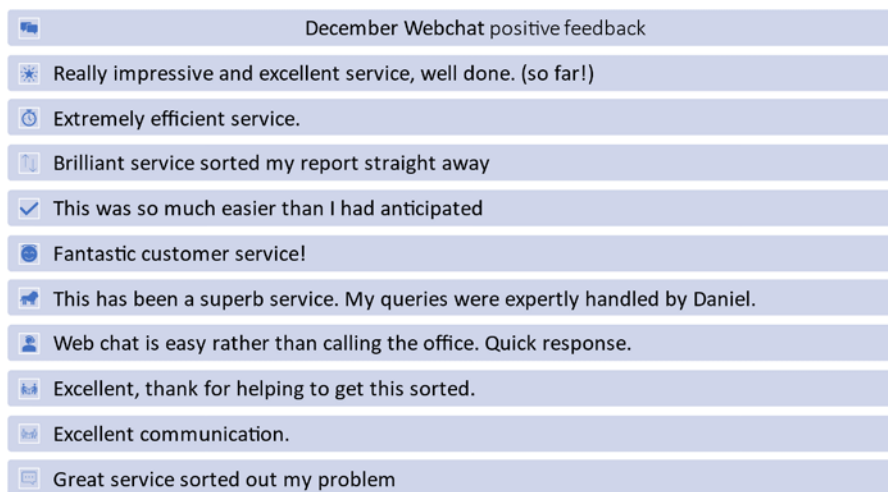 December Webchat positive feedback
Really impressive and excellent service, well done. (so far!)
Extremely efficient service.
Brilliant service sorted my report straight away
This was so much easier than I had anticipated
Fantastic customer service!
This has been a superb service. My queries were expertly handled by Daniel.
Web chat is easy rather than calling the office. Quick response.
Excellent, thank for helping to get this sorted.
Excellent communication.
Great service sorted out my problem